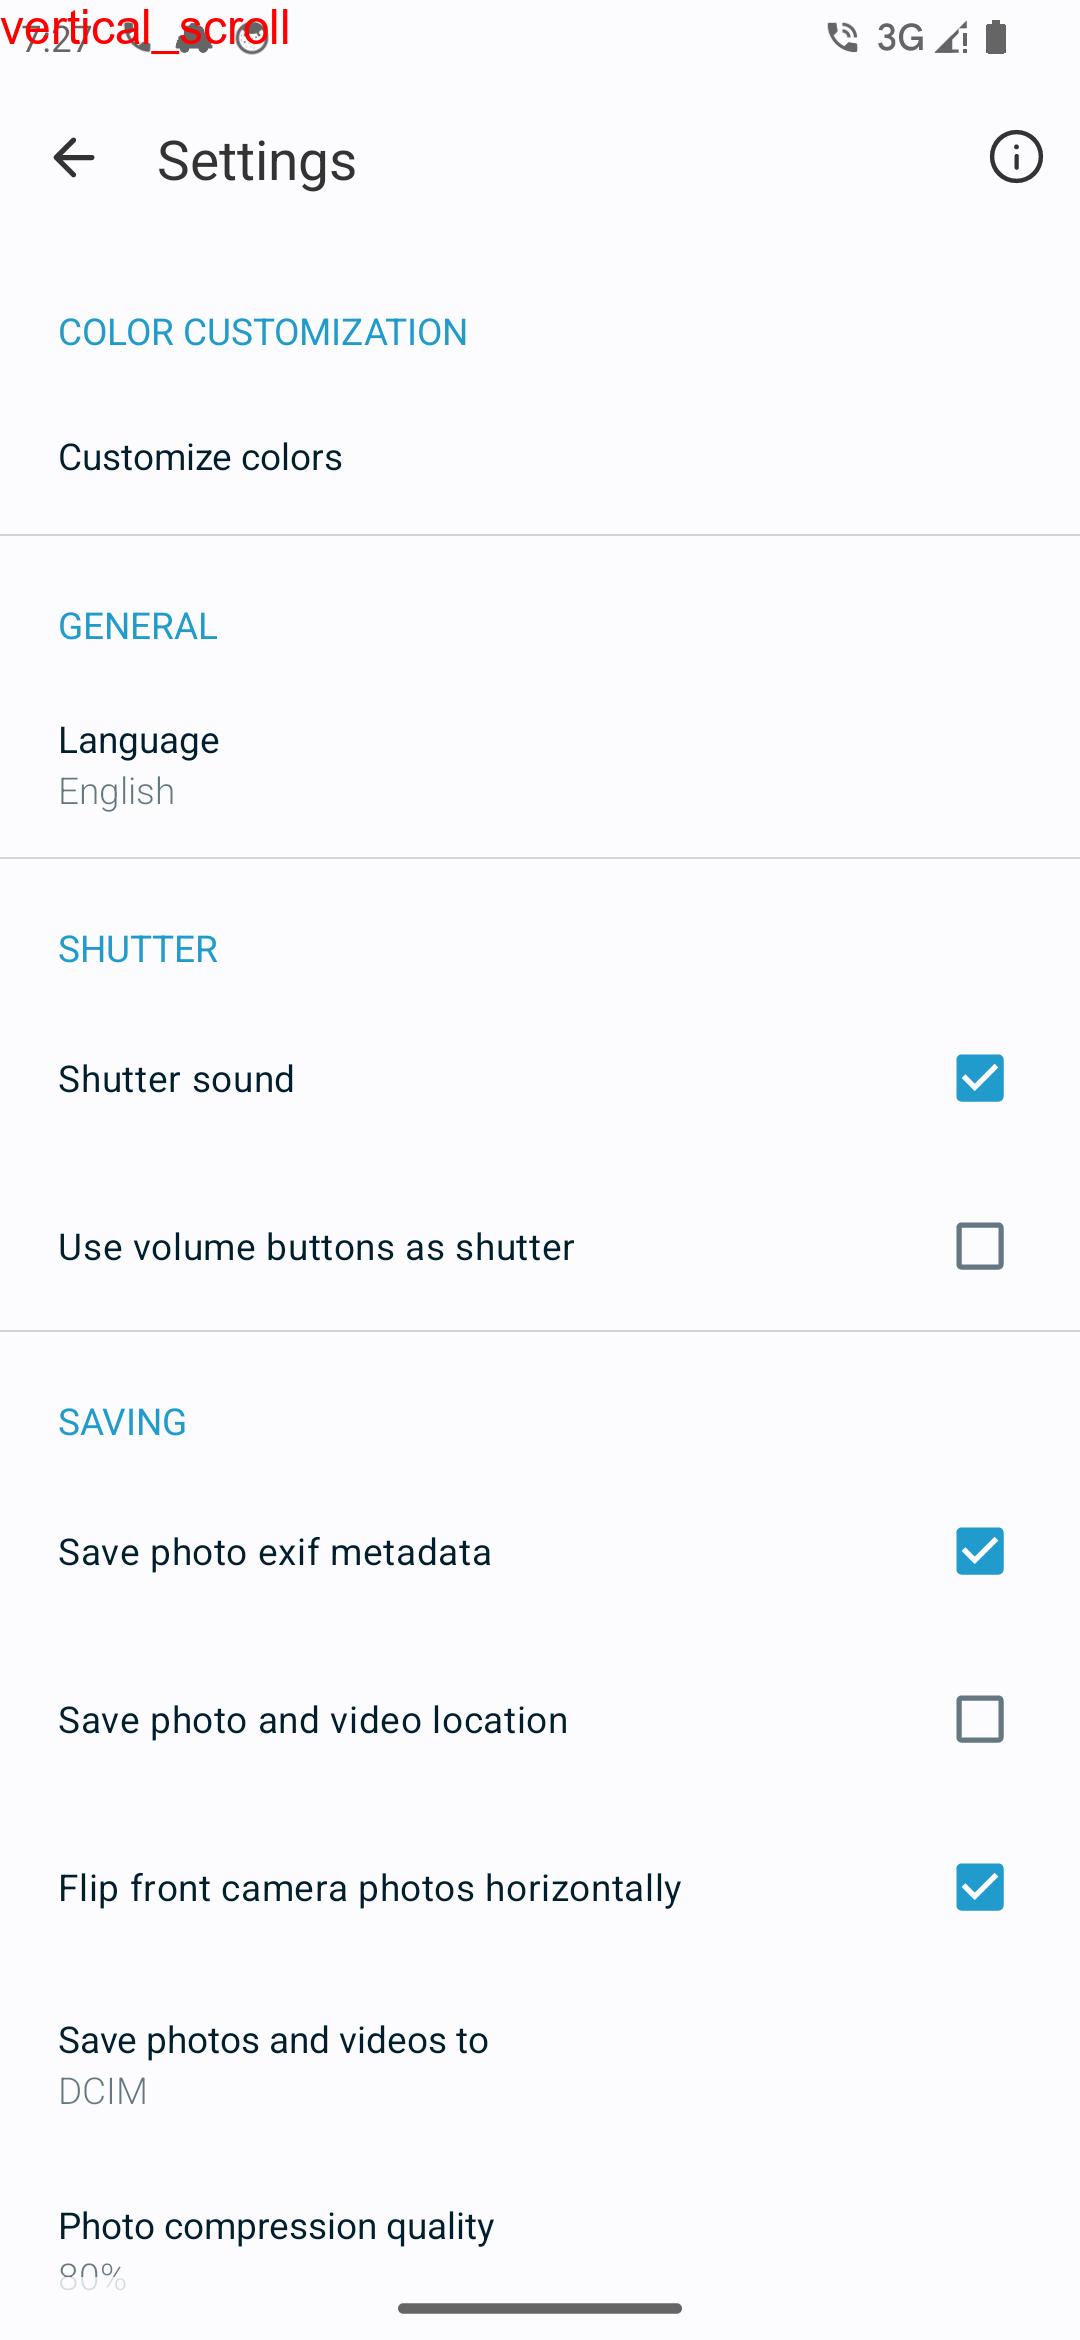 vertical_scroll
7:27
3G
Settings
COLOR CUSTOMIZATION
Customize colors
GENERAL
Language
English
SHUTTER
Shutter sound
Use volume buttons as shutter
SAVING
Save photo exif metadata
Save photo and video location
Flip front camera photos horizontally
Save photos and videos to
DCIM
Photo compression quality
80%